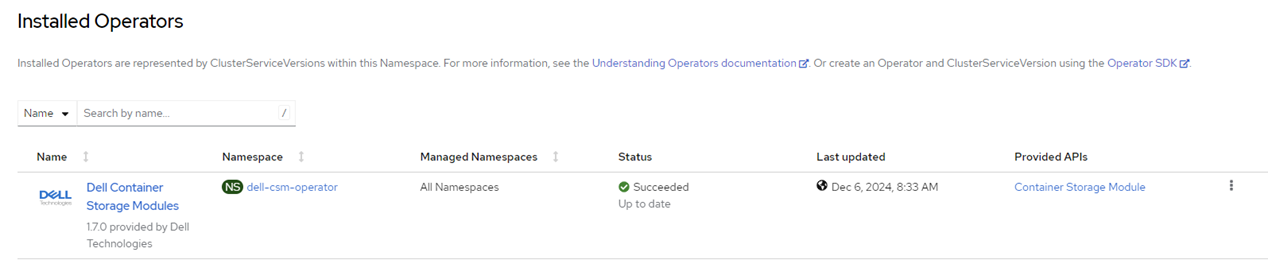 Installed Operators
Installed Operators are represented by ClusterServiceVersions within this Namespace. For more information, see the Understanding Operators documentation. Or create an Operator and ClusterServiceVersion using the Operator SDK.
Name Search by name... /
Name Namespace Managed Namespaces Status Last updated Provided APIs
DELL Technologies
Dell Container
Storage Modules
1.7.0 provided by Dell
Technologies
NS dell-csm-operator
All Namespaces
Succeeded
Up to date
Dec 6, 2024, 8:33 AM
Container Storage Module